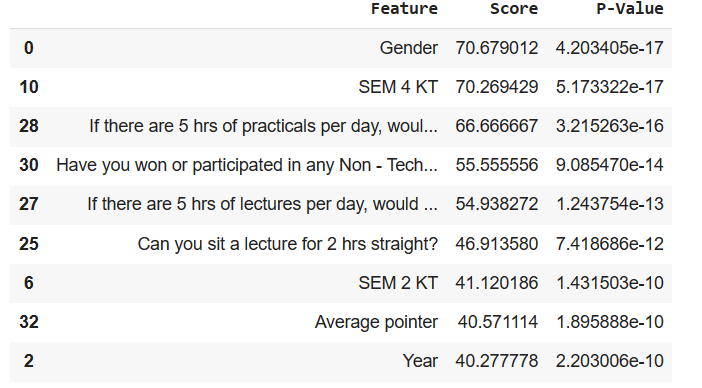 Feature Score P-Value
0 Gender 70.679012 4.203405e-17
10 SEM 4 KT 70.269429 5.173322e-17
28 If there are 5 hrs of practicals per day, woul... 66.666667 3.215263e-16
30 Have you won or participated in any Non - Tech... 55.555556 9.085470e-14
27 If there are 5 hrs of lectures per day, would ... 54.938272 1.243754e-13
25 Can you sit a lecture for 2 hrs straight? 46.913580 7.418686e-12
6 SEM 2 KT 41.120186 1.431503e-10
32 Average pointer 40.571114 1.895888e-10
2 Year 40.277778 2.203006e-10